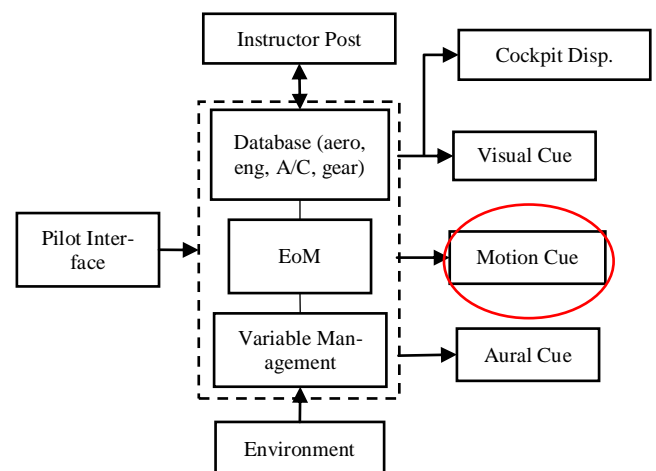 Instructor Post
Cockpit Disp.
Database (aero,
eng, A/C, gear)
Visual Cue
Pilot Inter-
face
EoM
Motion Cue
Variable Man-
agement
Aural Cue
Environment